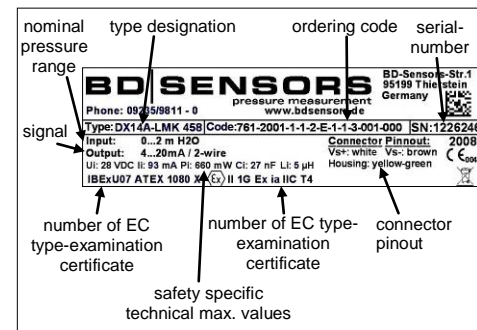 nominal pressure range
type designation
ordering code
serial-number
BD SENSORS
pressure measurement
Phone: 09235/9811 - 0 www.bdsensors.de
BD-Sensors-Str.1
95199 Thierstein
Germany
Type: DX14A-LMK 458 Code:761-2001-1-1-2-E-1-1-3-001-000 SN:1226246
signal
Input: 0...2 m H2O
Output: 4...20mA / 2-wire
Ui: 28 VDC Ii: 93 mA Pi: 660 mW Ci: 27 nF Li: 5 µH
IBExU07 ATEX 1080 X Ex II 1G Ex ia IIC T4
Connector Pinout: 2008
Vs+: white Vs-: brown
Housing: yellow-green
CE
number of EC
type-examination
certificate
number of EC type-
examination
certificate
connector
pinout
safety specific
technical max. values